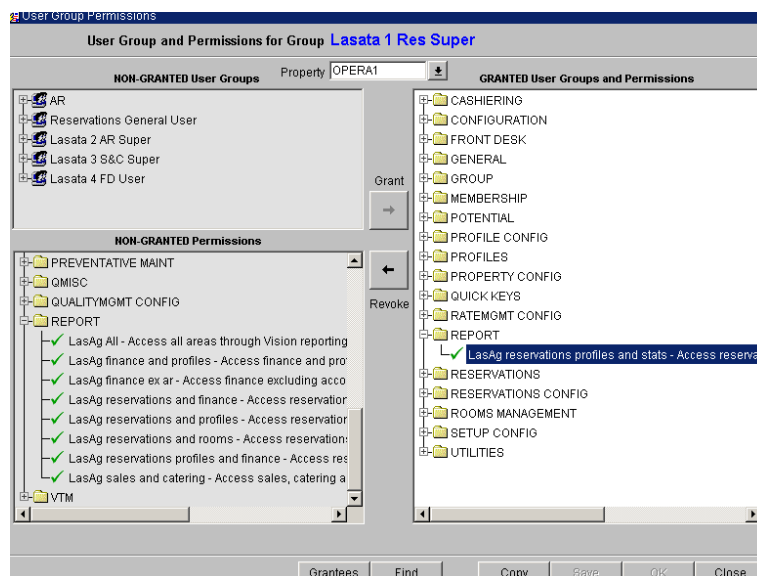 User Group Permissions
User Group and Permissions for Group Lasata 1 Res Super
NON-GRANTED User Groups
Property OPERA1
GRANTED User Groups and Permissions
AR
Reservations General User
Lasata 2 AR Super
Lasata 3 S&C Super
Lasata 4 FD User
Grant
NON-GRANTED Permissions
PREVENTATIVE MAINT
QMISC
QUALITYMGMT CONFIG
REPORT
LasAg All - Access all areas through Vision reporting
LasAg finance and profiles - Access finance and pro
LasAg finance ex ar - Access finance excluding acco
LasAg reservations and finance - Access reservation
LasAg reservations and profiles - Access reservation
LasAg reservations and rooms - Access reservations
LasAg reservations profiles and finance - Access res
LasAg sales and catering - Access sales, catering a
VTM
Revoke
CASHIERING
CONFIGURATION
FRONT DESK
GENERAL
GROUP
MEMBERSHIP
POTENTIAL
PROFILE CONFIG
PROFILES
PROPERTY CONFIG
QUICK KEYS
RATEMGMT CONFIG
REPORT
LasAg reservations profiles and stats - Access reserva
RESERVATIONS
RESERVATIONS CONFIG
ROOMS MANAGEMENT
SETUP CONFIG
UTILITIES
Grantees
Find
Copy
Save
OK
Close